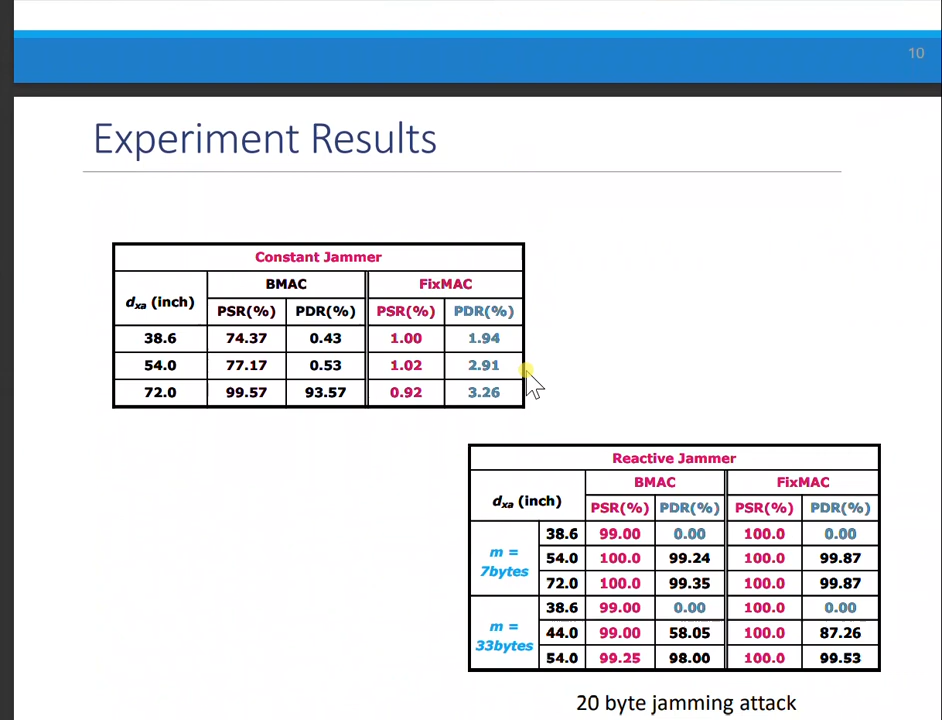 10
Experiment Results
Constant Jammer
dxa (inch) BMAC FixMAC
PSR(%) PDR(%) PSR(%) PDR(%)
38.6 74.37 0.43 1.00 1.94
54.0 77.17 0.53 1.02 2.91
72.0 99.57 93.57 0.92 3.26
Reactive Jammer
dxa (inch) BMAC FixMAC
PSR(%) PDR(%) PSR(%) PDR(%)
m = 7bytes 38.6 99.00 0.00 100.0 0.00
54.0 100.0 99.24 100.0 99.87
72.0 100.0 99.35 100.0 99.87
m = 33bytes 38.6 99.00 0.00 100.0 0.00
44.0 99.00 58.05 100.0 87.26
54.0 99.25 98.00 100.0 99.53
20 byte jamming attack